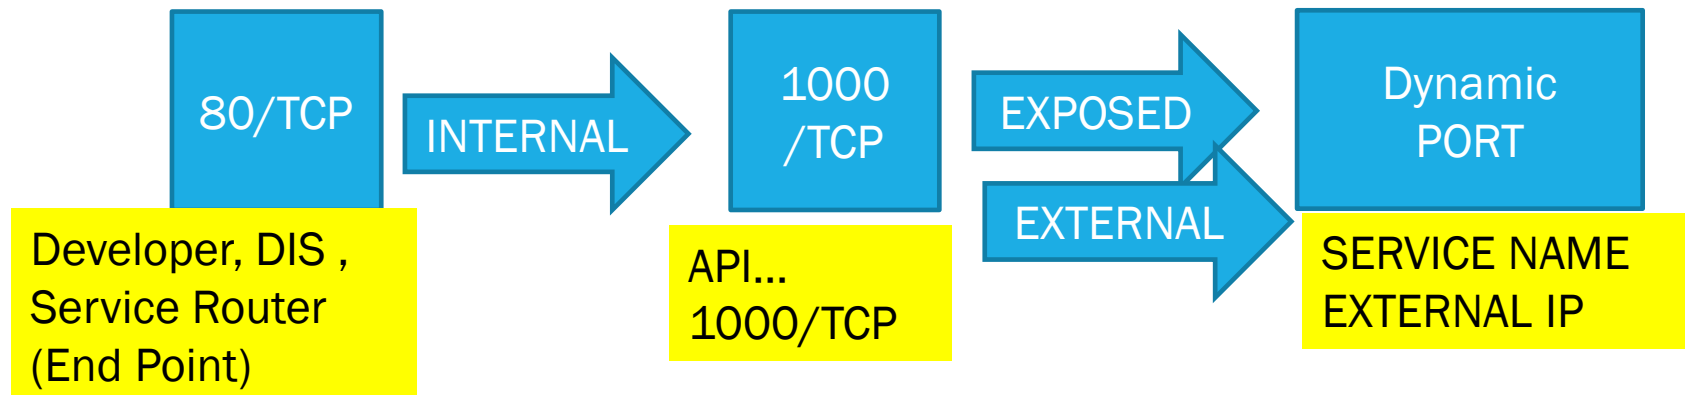 80/TCP
Developer, DIS ,
Service Router
(End Point)
INTERNAL
1000
/TCP
API...
1000/TCP
EXPOSED
EXTERNAL
Dynamic
PORT
SERVICE NAME
EXTERNAL IP